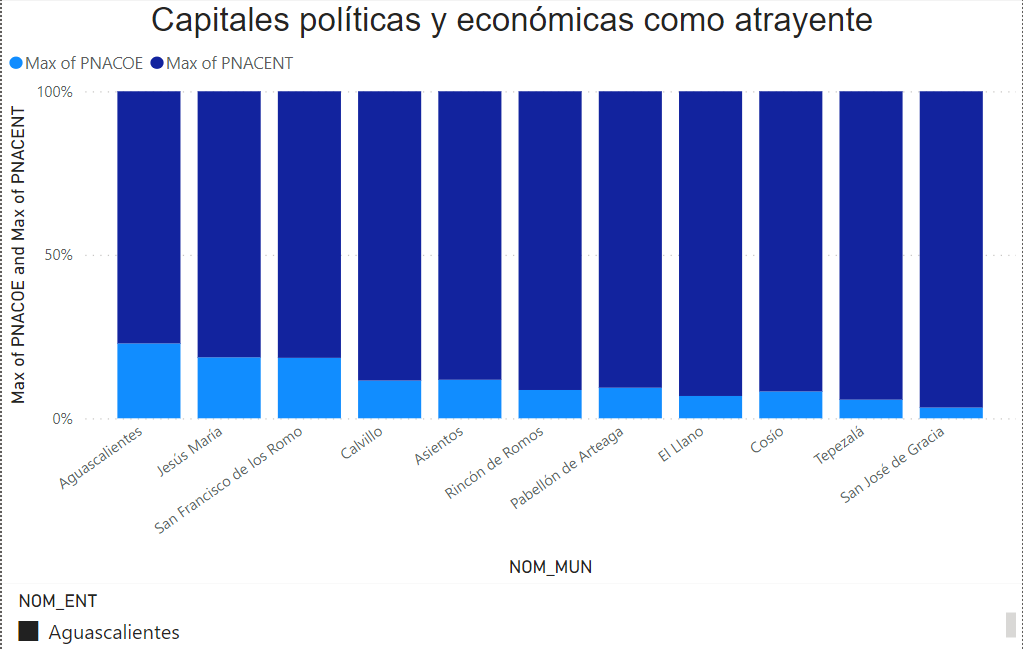 Capitales políticas y económicas como atrayente
Max of PNACOE Max of PNACENT
Max of PNACOE and Max of PNACENT
100%
50%
0%
Aguascalientes
Jesús María
San Francisco de los Romo
Calvillo
Asientos
Rincón de Romos
Pabellón de Arteaga
El Llano
Cosío
Tepezalá
San José de Gracia
NOM_MUN
NOM_ENT
Aguascalientes